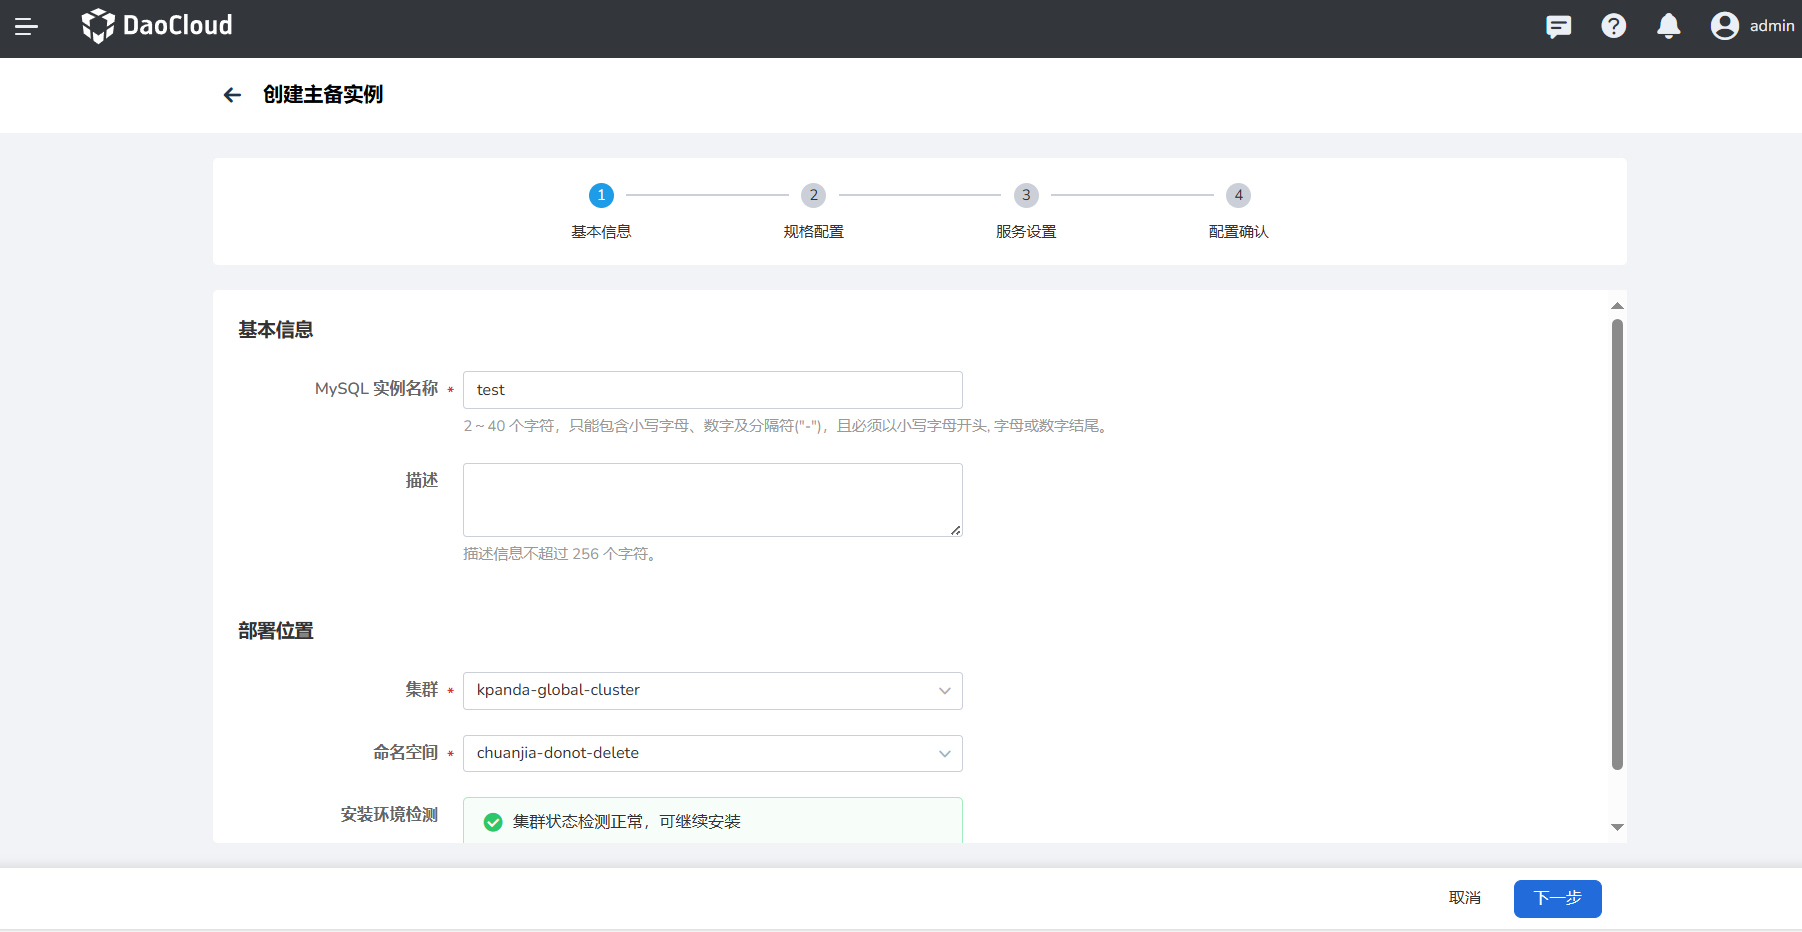 DaoCloud
admin
创建主备实例
1
2
3
4
基本信息
规格配置
服务设置
配置确认
基本信息
MySQL 实例名称 *
test
2 ~ 40 个字符，只能包含小写字母、数字及分隔符("-")，且必须以小写字母开头, 字母或数字结尾。
描述
描述信息不超过 256 个字符。
部署位置
集群 *
kpanda-global-cluster
命名空间 *
chuanjia-donot-delete
安装环境检测
集群状态检测正常，可继续安装
取消
下一步